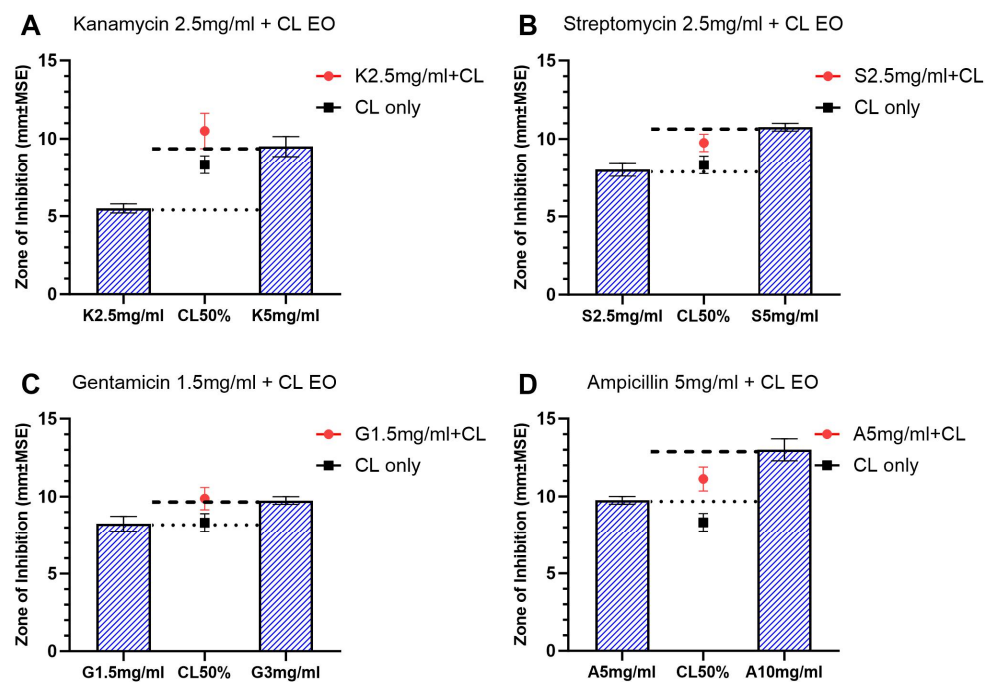 A Kanamycin 2.5mg/ml + CL EO
Zone of Inhibition (mm±MSE)
15
10
5
0
K2.5mg/ml+CL
CL only
K2.5mg/ml CL50% K5mg/ml
B Streptomycin 2.5mg/ml + CL EO
Zone of Inhibition (mm±MSE)
15
10
5
0
S2.5mg/ml+CL
CL only
S2.5mg/ml CL50% S5mg/ml
C Gentamicin 1.5mg/ml + CL EO
Zone of Inhibition (mm±MSE)
15
10
5
0
G1.5mg/ml+CL
CL only
G1.5mg/ml CL50% G3mg/ml
D Ampicillin 5mg/ml + CL EO
Zone of Inhibition (mm±MSE)
15
10
5
0
A5mg/ml+CL
CL only
A5mg/ml CL50% A10mg/ml